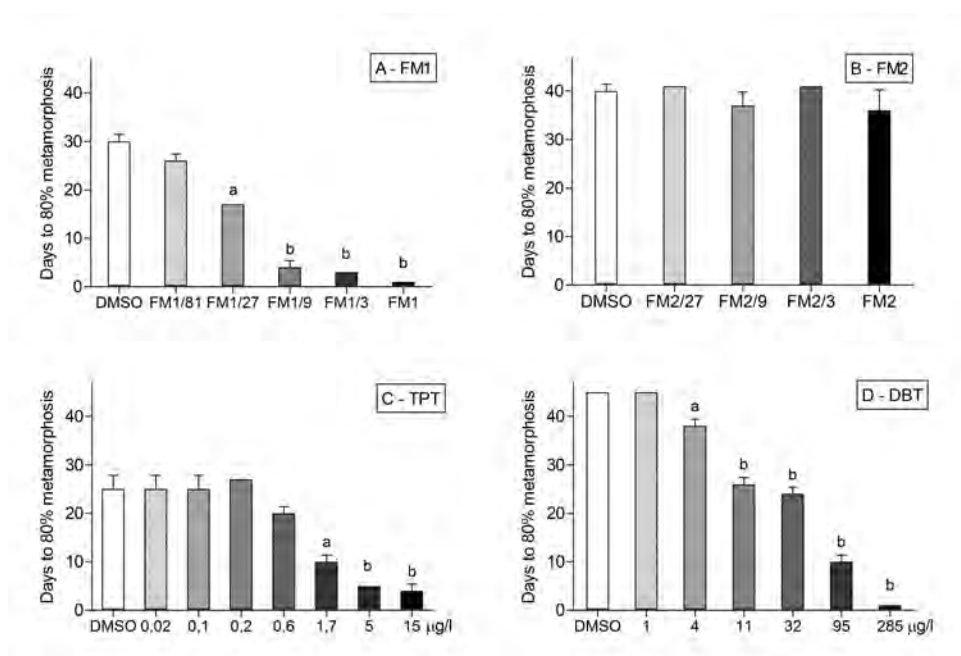 A - FM1
Days to 80% metamorphosis
40
30
20
10
0
a
b
b
b
DMSO FM1/81 FM1/27 FM1/9 FM1/3 FM1
B - FM2
Days to 80% metamorphosis
40
30
20
10
0
DMSO FM2/27 FM2/9 FM2/3 FM2
C - TPT
Days to 80% metamorphosis
40
30
20
10
0
a
b
b
DMSO 0,02 0,1 0,2 0,6 1,7 5 15 µg/l
D - DBT
Days to 80% metamorphosis
40
30
20
10
0
a
b
b
b
b
DMSO 1 4 11 32 95 285 µg/l